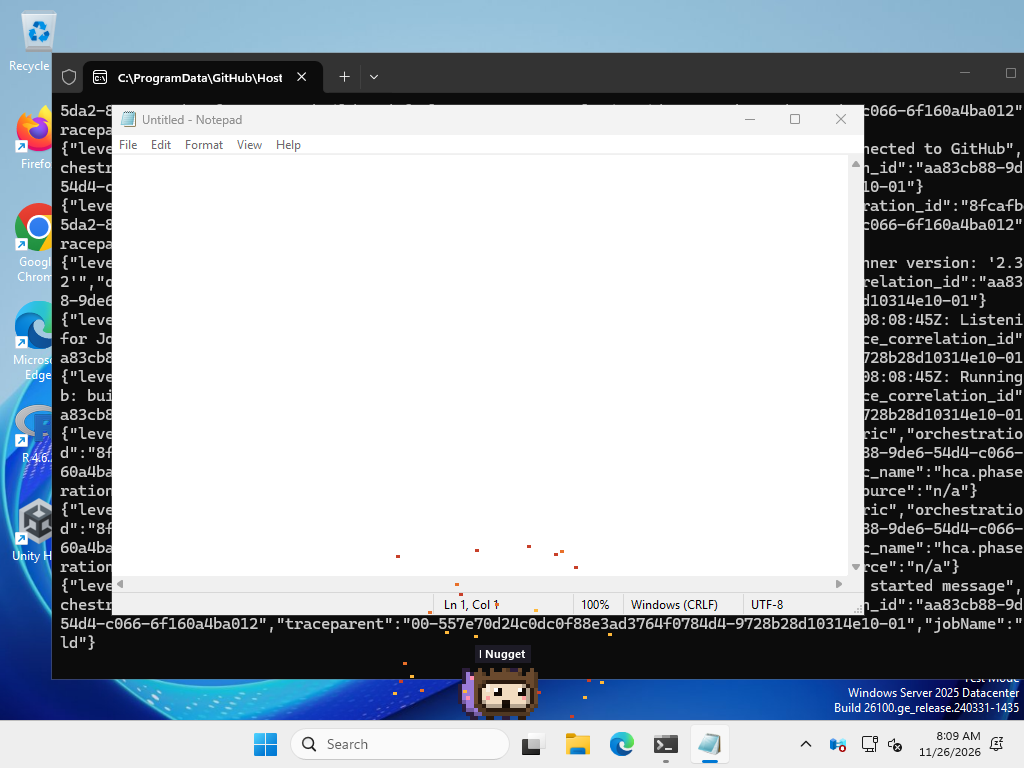 Recycle
C:\ProgramData\GitHub\Host
Untitled - Notepad
File Edit Format View Help
5da2-8
c066-6f160a4ba012"
racepa
{"leve
nected to GitHub",
chestr
n_id":"aa83cb88-9d
54d4-c
10-01"}
{"leve
ration_id":"8fcafb
5da2-8
c066-6f160a4ba012"
racepa
{"leve
nner version: '2.3
2'","o
relation_id":"aa83
8-9de6
d10314e10-01"}
{"leve
08:08:45Z: Listeni
for Jo
ce_correlation_id"
a83cb8
728b28d10314e10-01
{"leve
08:08:45Z: Running
b: bui
ce_correlation_id"
a83cb8
728b28d10314e10-01
{"leve
ric","orchestratio
d":"8f
88-9de6-54d4-c066-
60a4ba
c_name":"hca.phase
ration
ource":"n/a"}
{"leve
ric","orchestratio
d":"8f
88-9de6-54d4-c066-
60a4ba
c_name":"hca.phase
ration
rce":"n/a"}
{"leve
started message",
chestr
n_id":"aa83cb88-9d
54d4-c066-6f160a4ba012","traceparent":"00-557e70d24c0dc0f88e3ad3764f0784d4-9728b28d10314e10-01","jobName":"
ld"}
Firefo
Googl
Chrom
Micros
Edge
R 4.6.
Unity H
Ln 1, Col 1 100% Windows (CRLF) UTF-8
I Nugget
Test Mode
Windows Server 2025 Datacenter
Build 26100.ge_release.240331-1435
Search
8:09 AM
11/26/2026